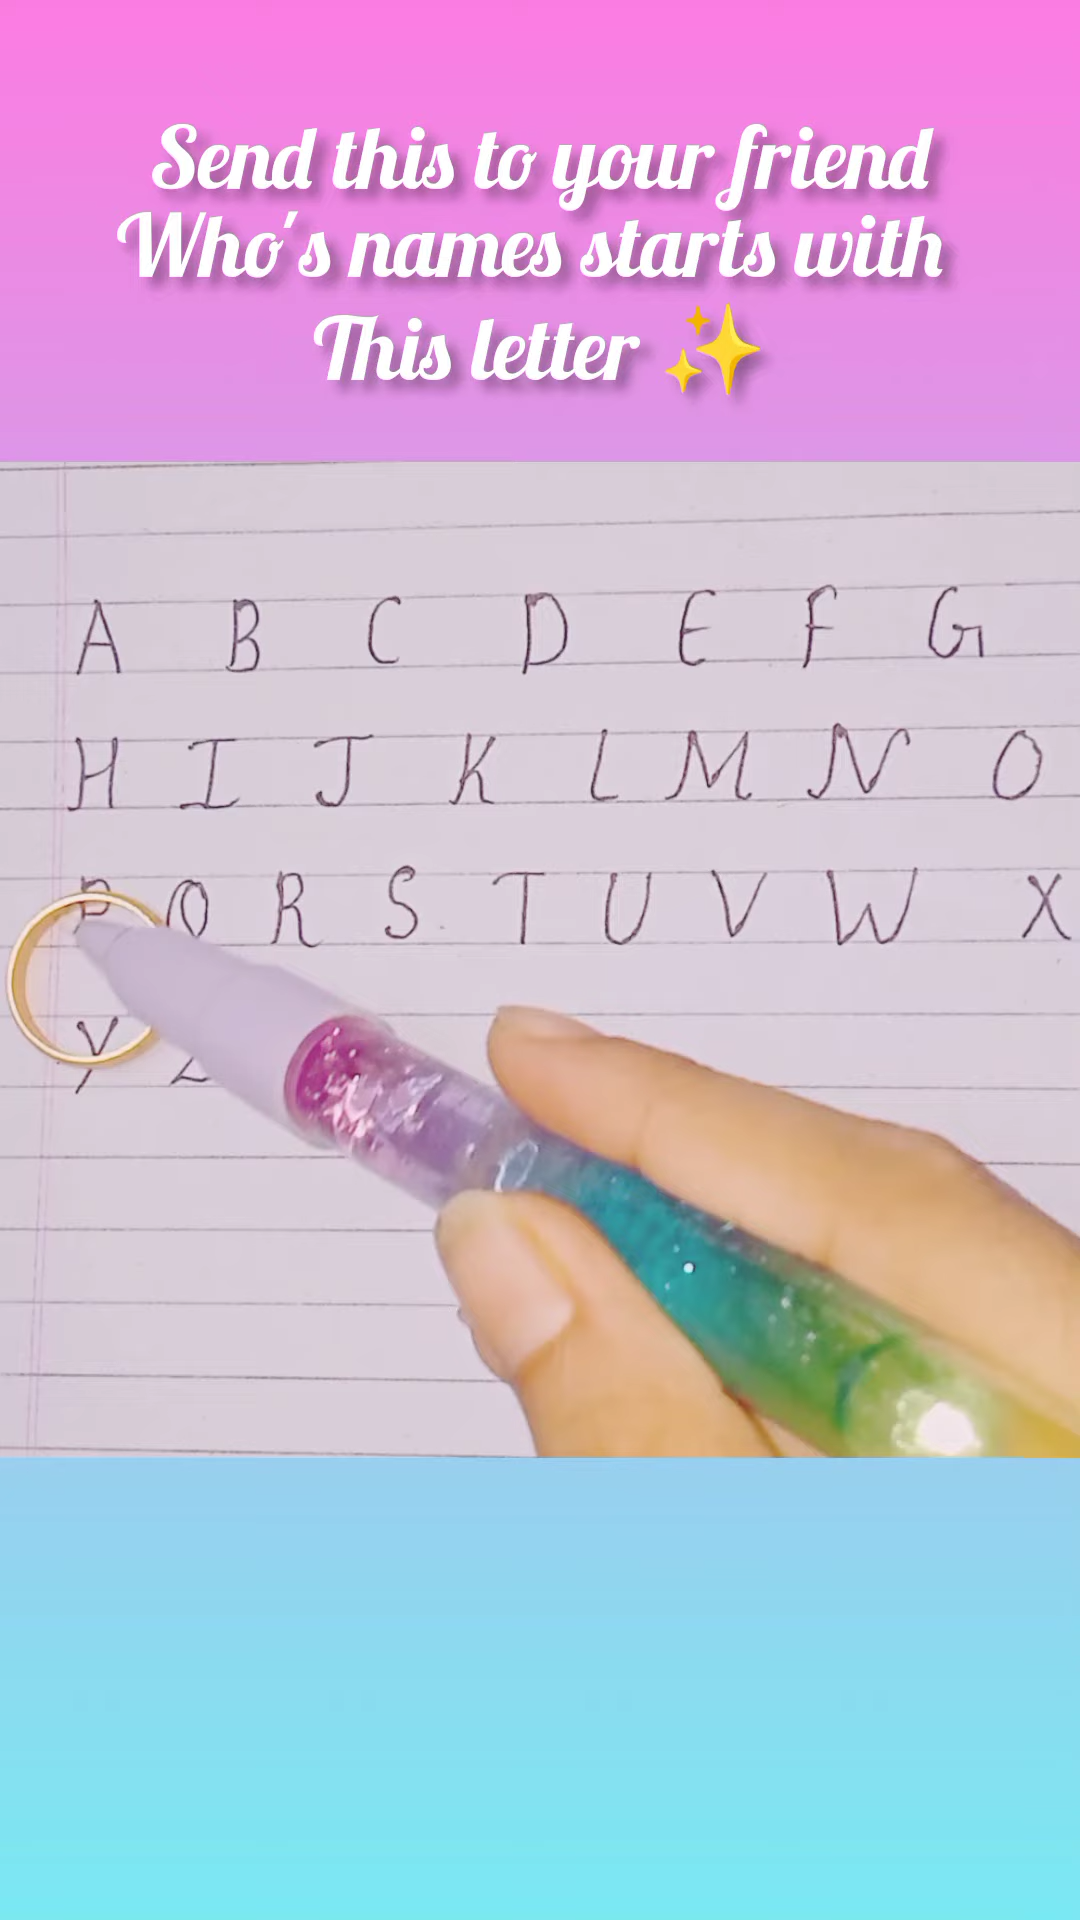 Send this to your friend
Who's names starts with
This letter ✨
A B C D E F G
H I J K L M N O
P Q R S T U V W X
Y Z